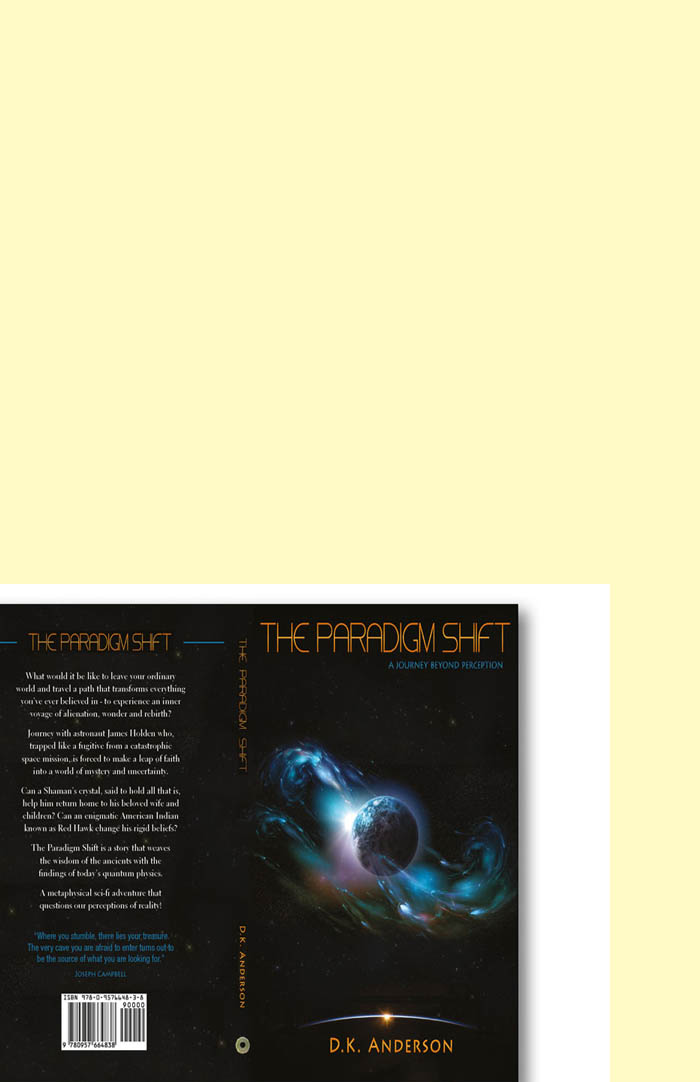 THE PARADIGM SHIFT
What would it be like to leave your ordinary
world and travel a path that transforms everything
you've ever believed in - to experience an inner
voyage of alienation, wonder and rebirth?
Journey with astronaut James Holden who,
trapped like a fugitive from a catastrophic
space mission, is forced to make a leap of faith
into a world of mystery and uncertainty.
Can a Shaman's crystal, said to hold all that is,
help him return home to his beloved wife and
children? Can an enigmatic American Indian
known as Red Hawk change his rigid beliefs?
The Paradigm Shift is a story that weaves
the wisdom of the ancients with the
findings of today's quantum physics.
A metaphysical sci-fi adventure that
questions our perceptions of reality!
"Where you stumble, there lies your treasure.
The very cave you are afraid to enter turns out to
be the source of what you are looking for."
JOSEPH CAMPBELL
ISBN 978-0-9576648-3-8
90000
9 780957 664838
THE PARADIGM SHIFT
D.K. ANDERSON
THE PARADIGM SHIFT
A JOURNEY BEYOND PERCEPTION
D.K. ANDERSON